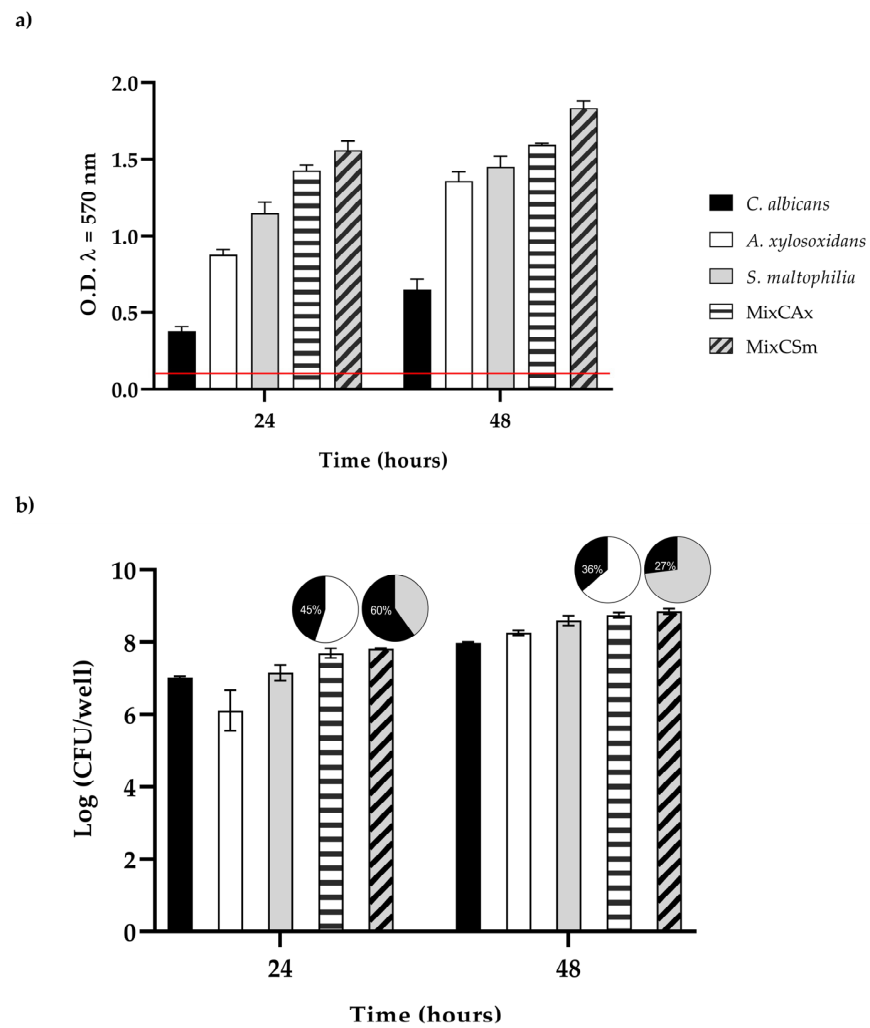 a)
2.0
1.5
1.0
0.5
0.0
O.D. λ = 570 nm
24
48
Time (hours)
C. albicans
A. xylosoxidans
S. maltophilia
MixCAx
MixCSm
b)
10
8
6
4
2
0
Log (CFU/well)
45%
60%
36%
27%
24
48
Time (hours)